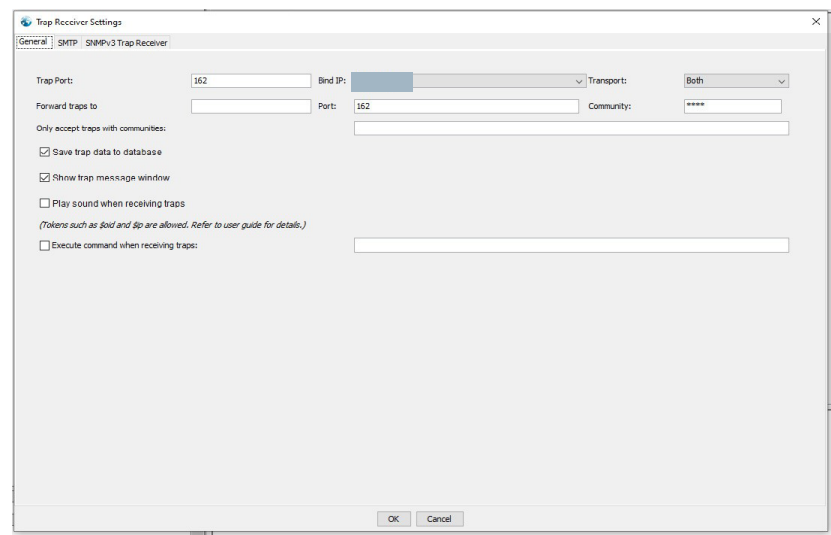 Trap Receiver Settings
General SMTP SNMPv3 Trap Receiver
Trap Port: 162 Bind IP: Transport: Both
Forward traps to Port: 162 Community: ****
Only accept traps with communities:
Save trap data to database
Show trap message window
Play sound when receiving traps
(Tokens such as $oid and $ip are allowed. Refer to user guide for details.)
Execute command when receiving traps:
OK Cancel